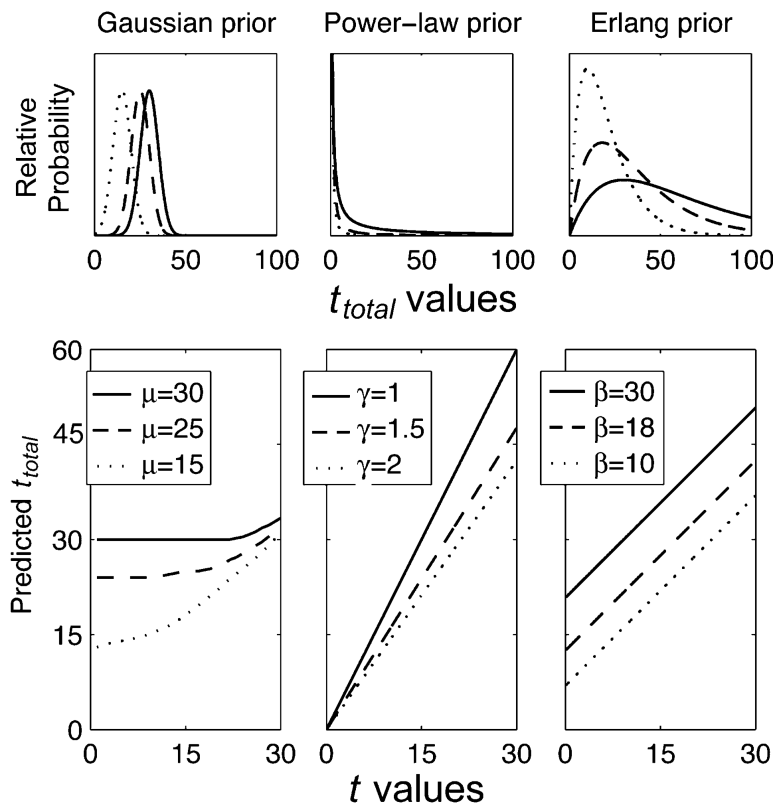 Gaussian prior Power-law prior Erlang prior
Relative
Probability
0 50 100 0 50 100 0 50 100
t_total values
60
45
30
15
0
Predicted t_total
μ=30
μ=25
μ=15
γ=1
γ=1.5
γ=2
β=30
β=18
β=10
0 15 30 0 15 30 0 15 30
t values